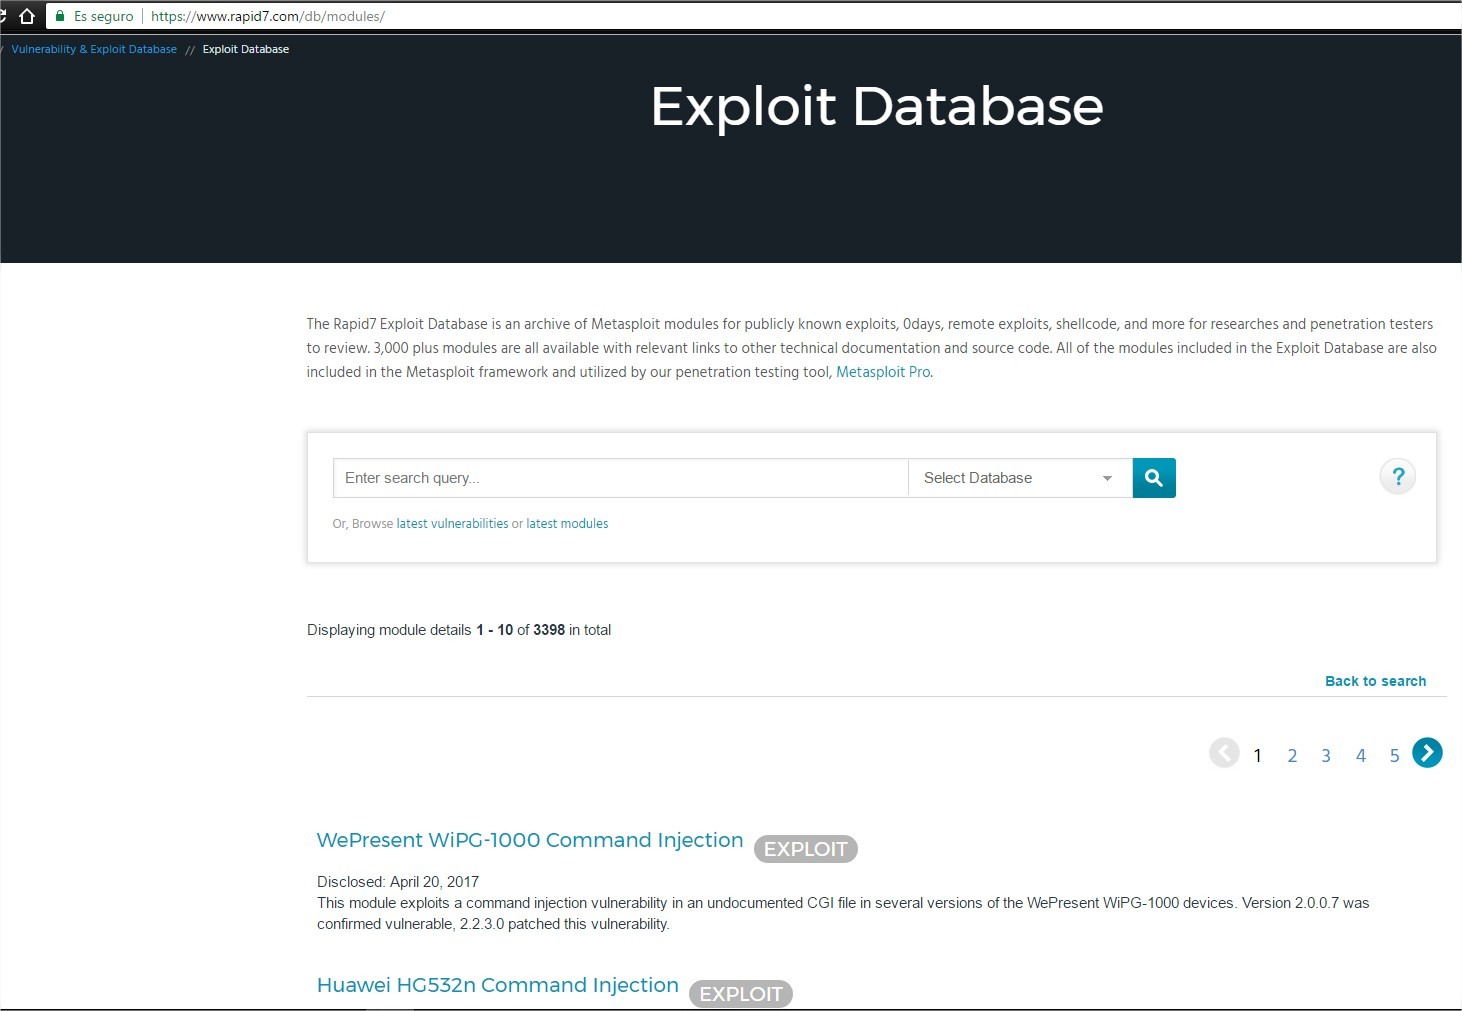 Es seguro https://www.rapid7.com/db/modules/
/ Vulnerability & Exploit Database // Exploit Database
Exploit Database
The Rapid7 Exploit Database is an archive of Metasploit modules for publicly known exploits, 0days, remote exploits, shellcode, and more for researches and penetration testers
to review. 3,000 plus modules are all available with relevant links to other technical documentation and source code. All of the modules included in the Exploit Database are also
included in the Metasploit framework and utilized by our penetration testing tool, Metasploit Pro.
Enter search query... Select Database ?
Or, Browse latest vulnerabilities or latest modules
Displaying module details 1 - 10 of 3398 in total
Back to search
1 2 3 4 5
WePresent WiPG-1000 Command Injection EXPLOIT
Disclosed: April 20, 2017
This module exploits a command injection vulnerability in an undocumented CGI file in several versions of the WePresent WiPG-1000 devices. Version 2.0.0.7 was
confirmed vulnerable, 2.2.3.0 patched this vulnerability.
Huawei HG532n Command Injection EXPLOIT